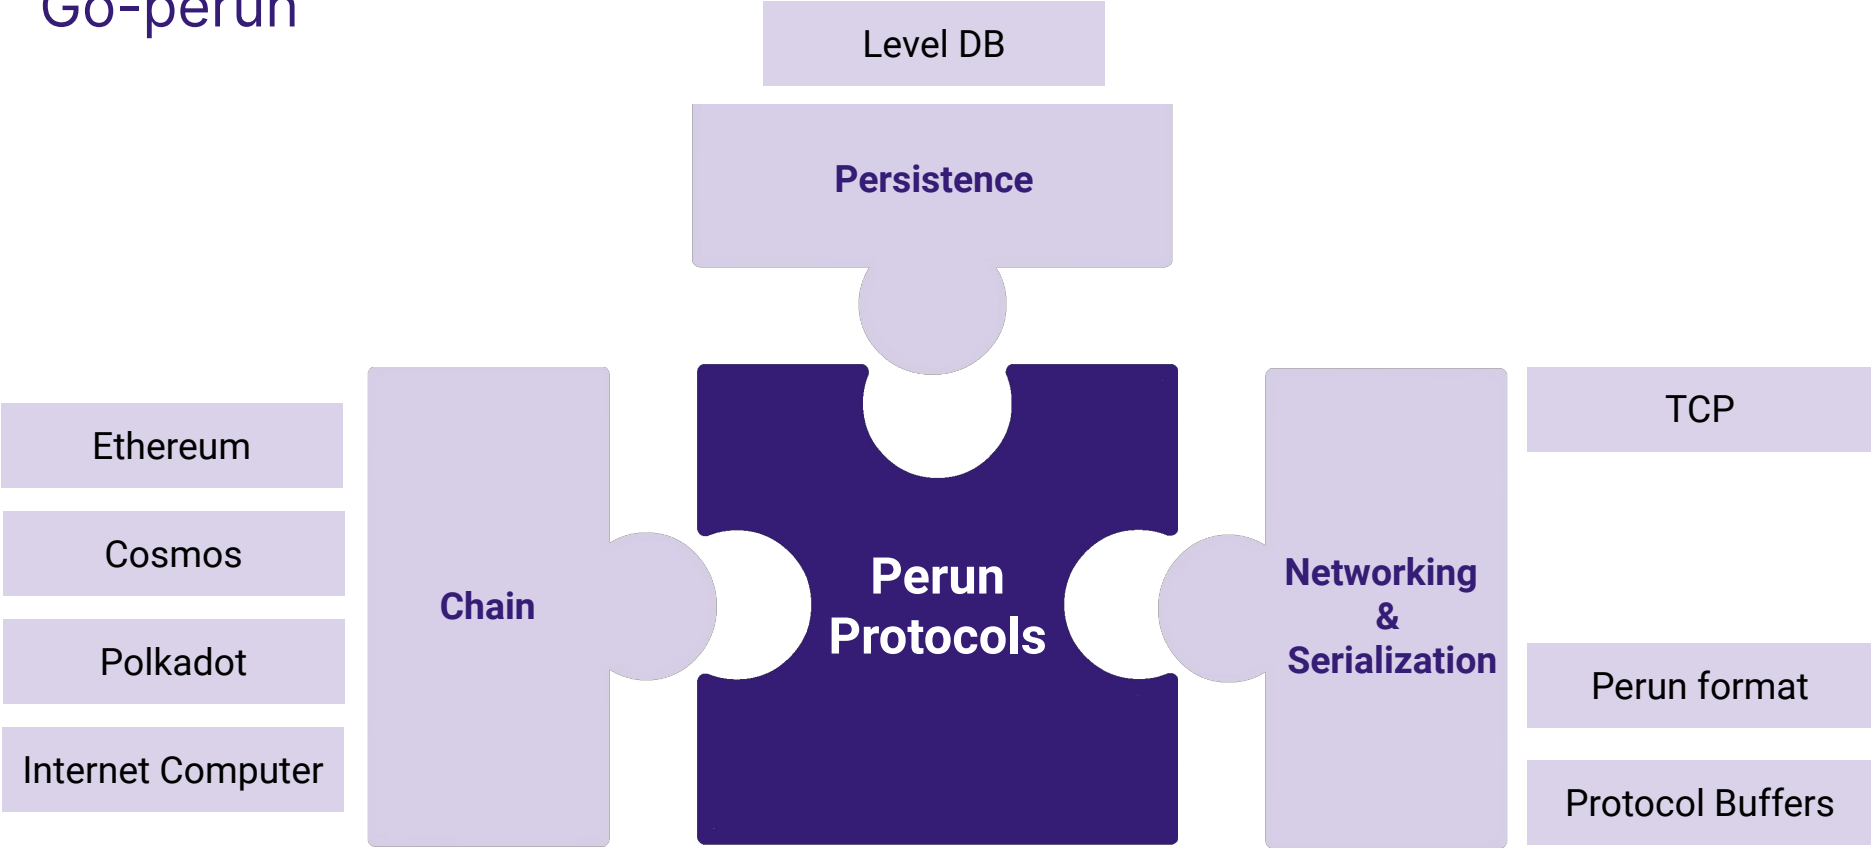 Go-perun
Level DB
Persistence
Ethereum
Cosmos
Polkadot
Internet Computer
Chain
Perun
Protocols
Networking
&
Serialization
TCP
Perun format
Protocol Buffers